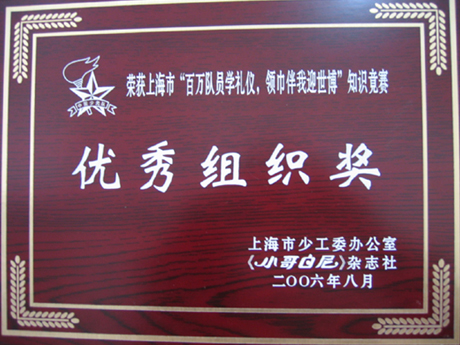 荣获上海市“百万队员学礼仪，领巾伴我迎世博”知识竟赛
优秀组织奖
上海市少工委办公室
《小哥白尼》杂志社
二〇〇六年八月